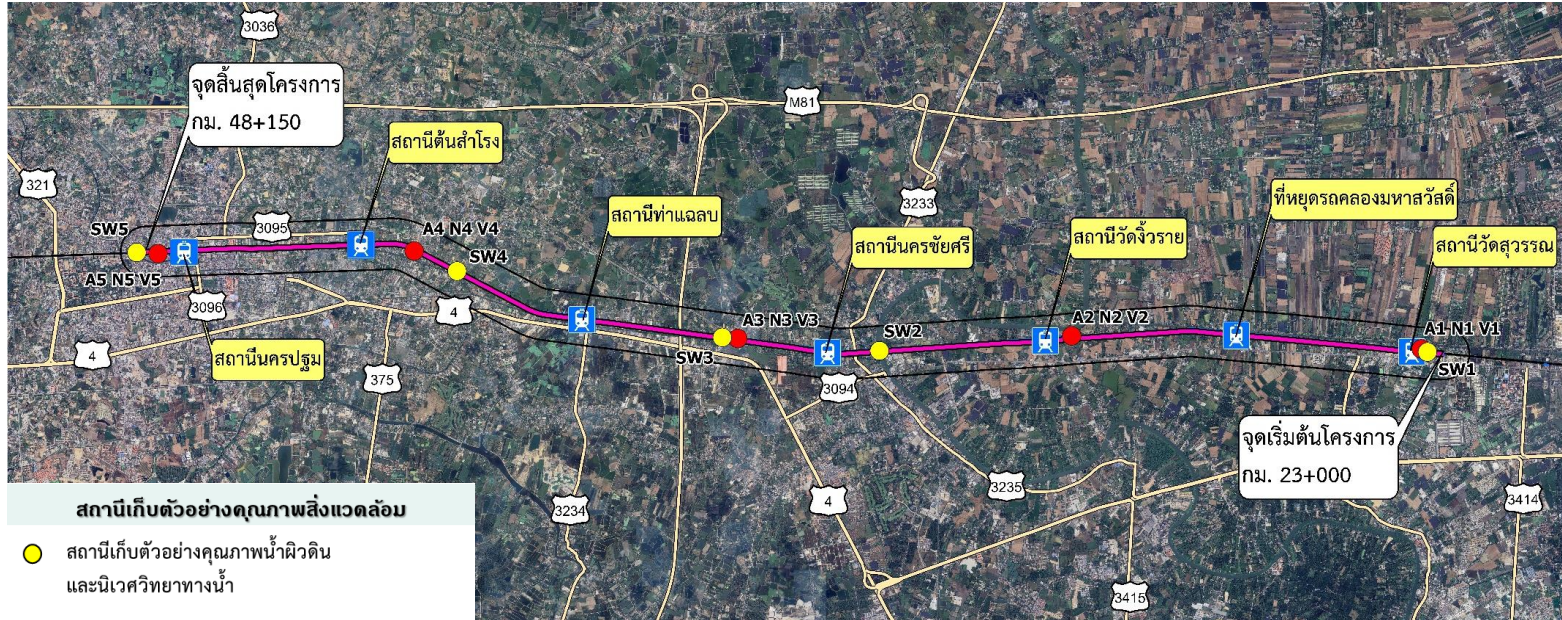 3036
จุดสิ้นสุดโครงการ
กม. 48+150
M81
สถานีต้นสำโรง
321
3233
ที่หยุดรถคลองมหาสวัสดิ์
สถานีท่าแฉลบ
SW5
3095
A4 N4 V4
สถานีนครชัยศรี
สถานีวัดงิ้วราย
สถานีวัดสุวรรณ
SW4
A5 N5 V5
3096
4
A3 N3 V3
SW2
A2 N2 V2
A1 N1 V1
4
สถานีนครปฐม
SW3
SW1
375
3094
จุดเริ่มต้นโครงการ
กม. 23+000
3234
4
3235
3414
3415
สถานีเก็บตัวอย่างคุณภาพสิ่งแวดล้อม
สถานีเก็บตัวอย่างคุณภาพน้ำผิวดิน
และนิเวศวิทยาทางน้ำ